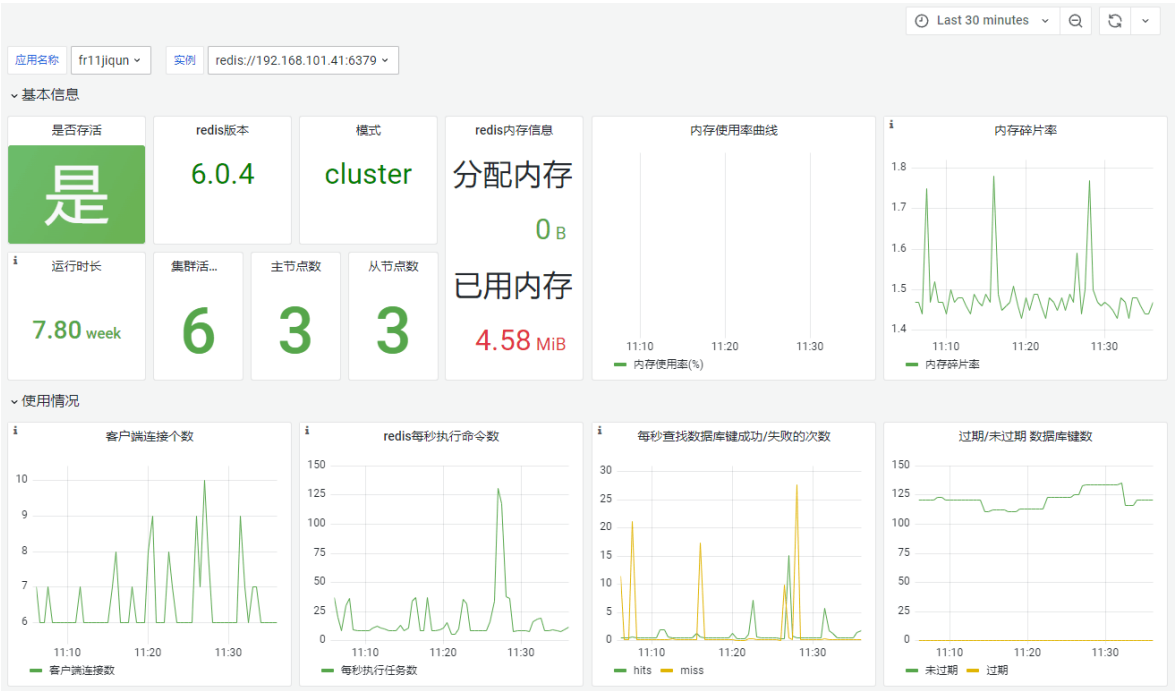 Last 30 minutes
应用名称 fr11jiqun 实例 redis://192.168.101.41:6379
基本信息
是否存活
是
redis版本
6.0.4
模式
cluster
redis内存信息
分配内存
0 B
已用内存
4.58 MiB
运行时长
7.80 week
集群活...
6
主节点数
3
从节点数
3
内存使用率曲线
11:10 11:20 11:30
内存使用率(%)
内存碎片率
1.8
1.7
1.6
1.5
1.4
11:10 11:20 11:30
内存碎片率
使用情况
客户端连接个数
10
9
8
7
6
11:10 11:20 11:30
客户端连接数
redis每秒执行命令数
150
125
100
75
50
25
0
11:10 11:20 11:30
每秒执行任务数
每秒查找数据库键成功/失败的次数
30
25
20
15
10
5
0
11:10 11:20 11:30
hits miss
过期/未过期 数据库键数
150
125
100
75
50
25
0
11:10 11:20 11:30
未过期 过期